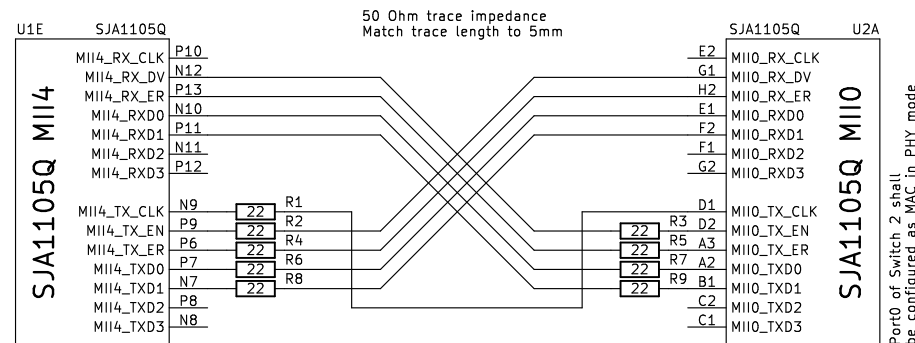 50 Ohm trace impedance
Match trace length to 5mm
U1E SJA1105Q
SJA1105Q U2A
SJA1105Q MII4
MII4_RX_CLK P10
MII4_RX_DV N12
MII4_RX_ER P13
MII4_RXD0 N10
MII4_RXD1 P11
MII4_RXD2 N11
MII4_RXD3 P12
MII4_TX_CLK N9 22 R1
MII4_TX_EN P9 22 R2
MII4_TX_ER P6 22 R4
MII4_TXD0 P7 22 R6
MII4_TXD1 N7 22 R8
MII4_TXD2 P8
MII4_TXD3 N8
E2 MII0_RX_CLK
G1 MII0_RX_DV
H2 MII0_RX_ER
E1 MII0_RXD0
F2 MII0_RXD1
F1 MII0_RXD2
G2 MII0_RXD3
D1 MII0_TX_CLK
22 R3 D2 MII0_TX_EN
22 R5 A3 MII0_TX_ER
22 R7 A2 MII0_TXD0
22 R9 B1 MII0_TXD1
C2 MII0_TXD2
C1 MII0_TXD3
SJA1105Q MII0
Port0 of Switch 2 shall
be configured as MAC in PHY mode